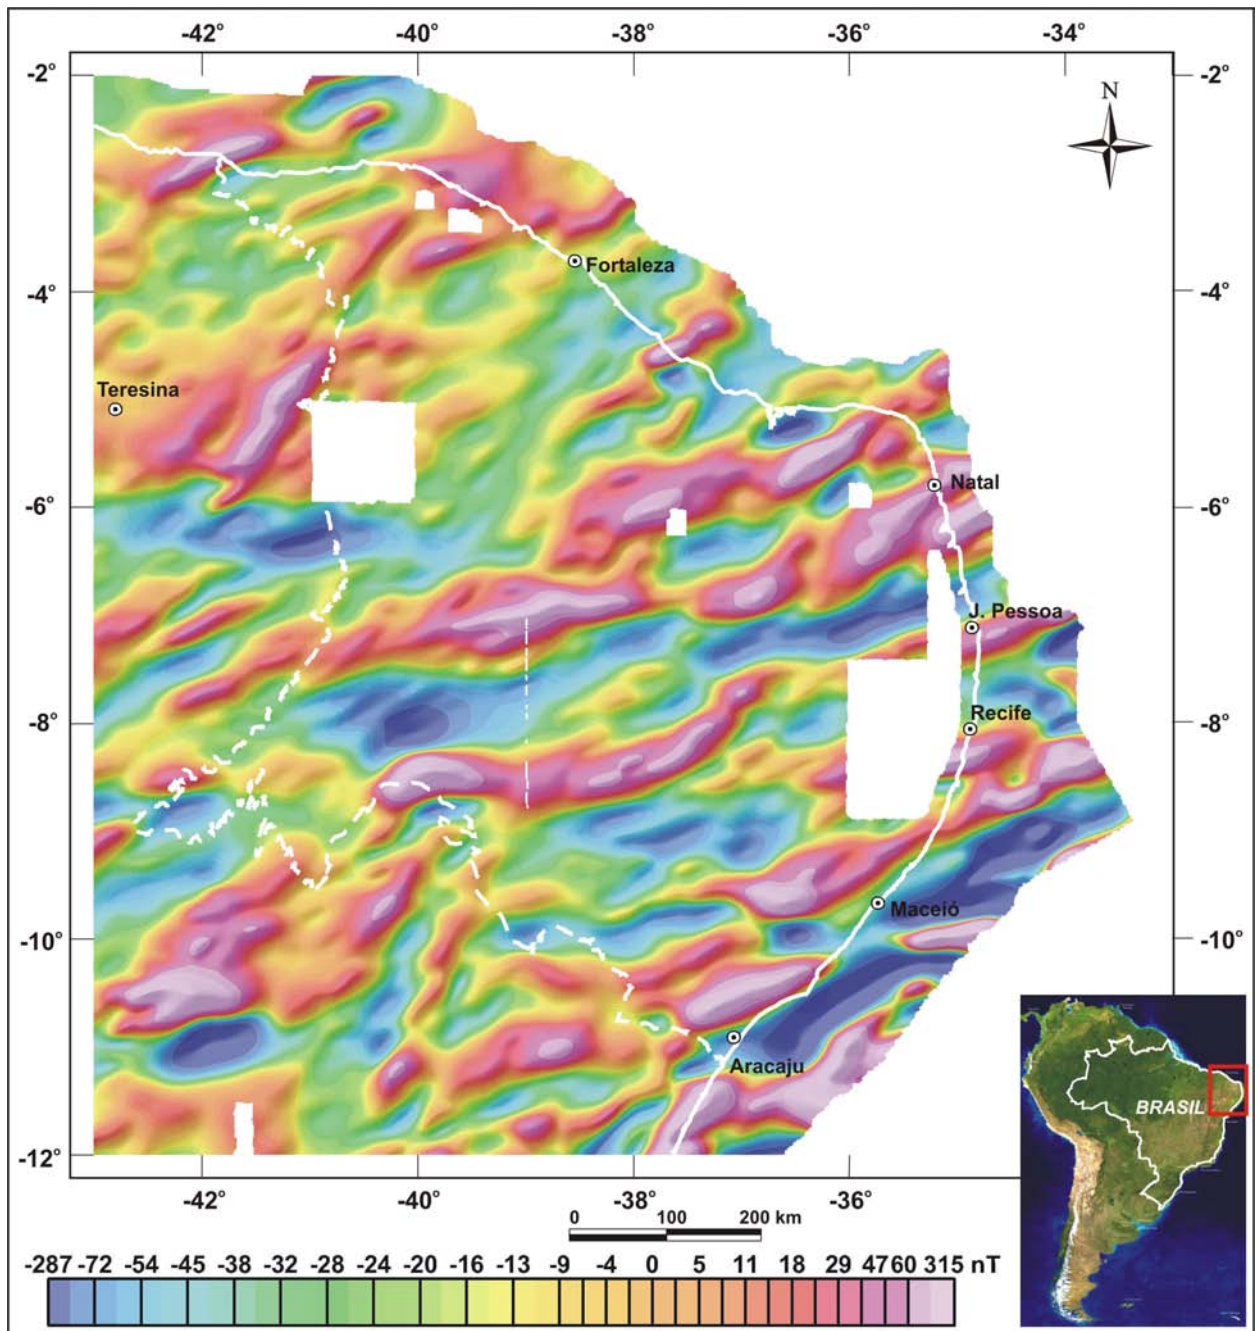 -42° -40° -38° -36° -34°
-2° -2°
N
Fortaleza
-4° -4°
Teresina
Natal
-6° -6°
J. Pessoa
Recife
-8° -8°
Maceió
-10° -10°
Aracaju
BRASIL
-12°
-42° -40° -38° -36°
0 100 200 km
-287 -72 -54 -45 -38 -32 -28 -24 -20 -16 -13 -9 -4 0 5 11 18 29 47 60 315 nT